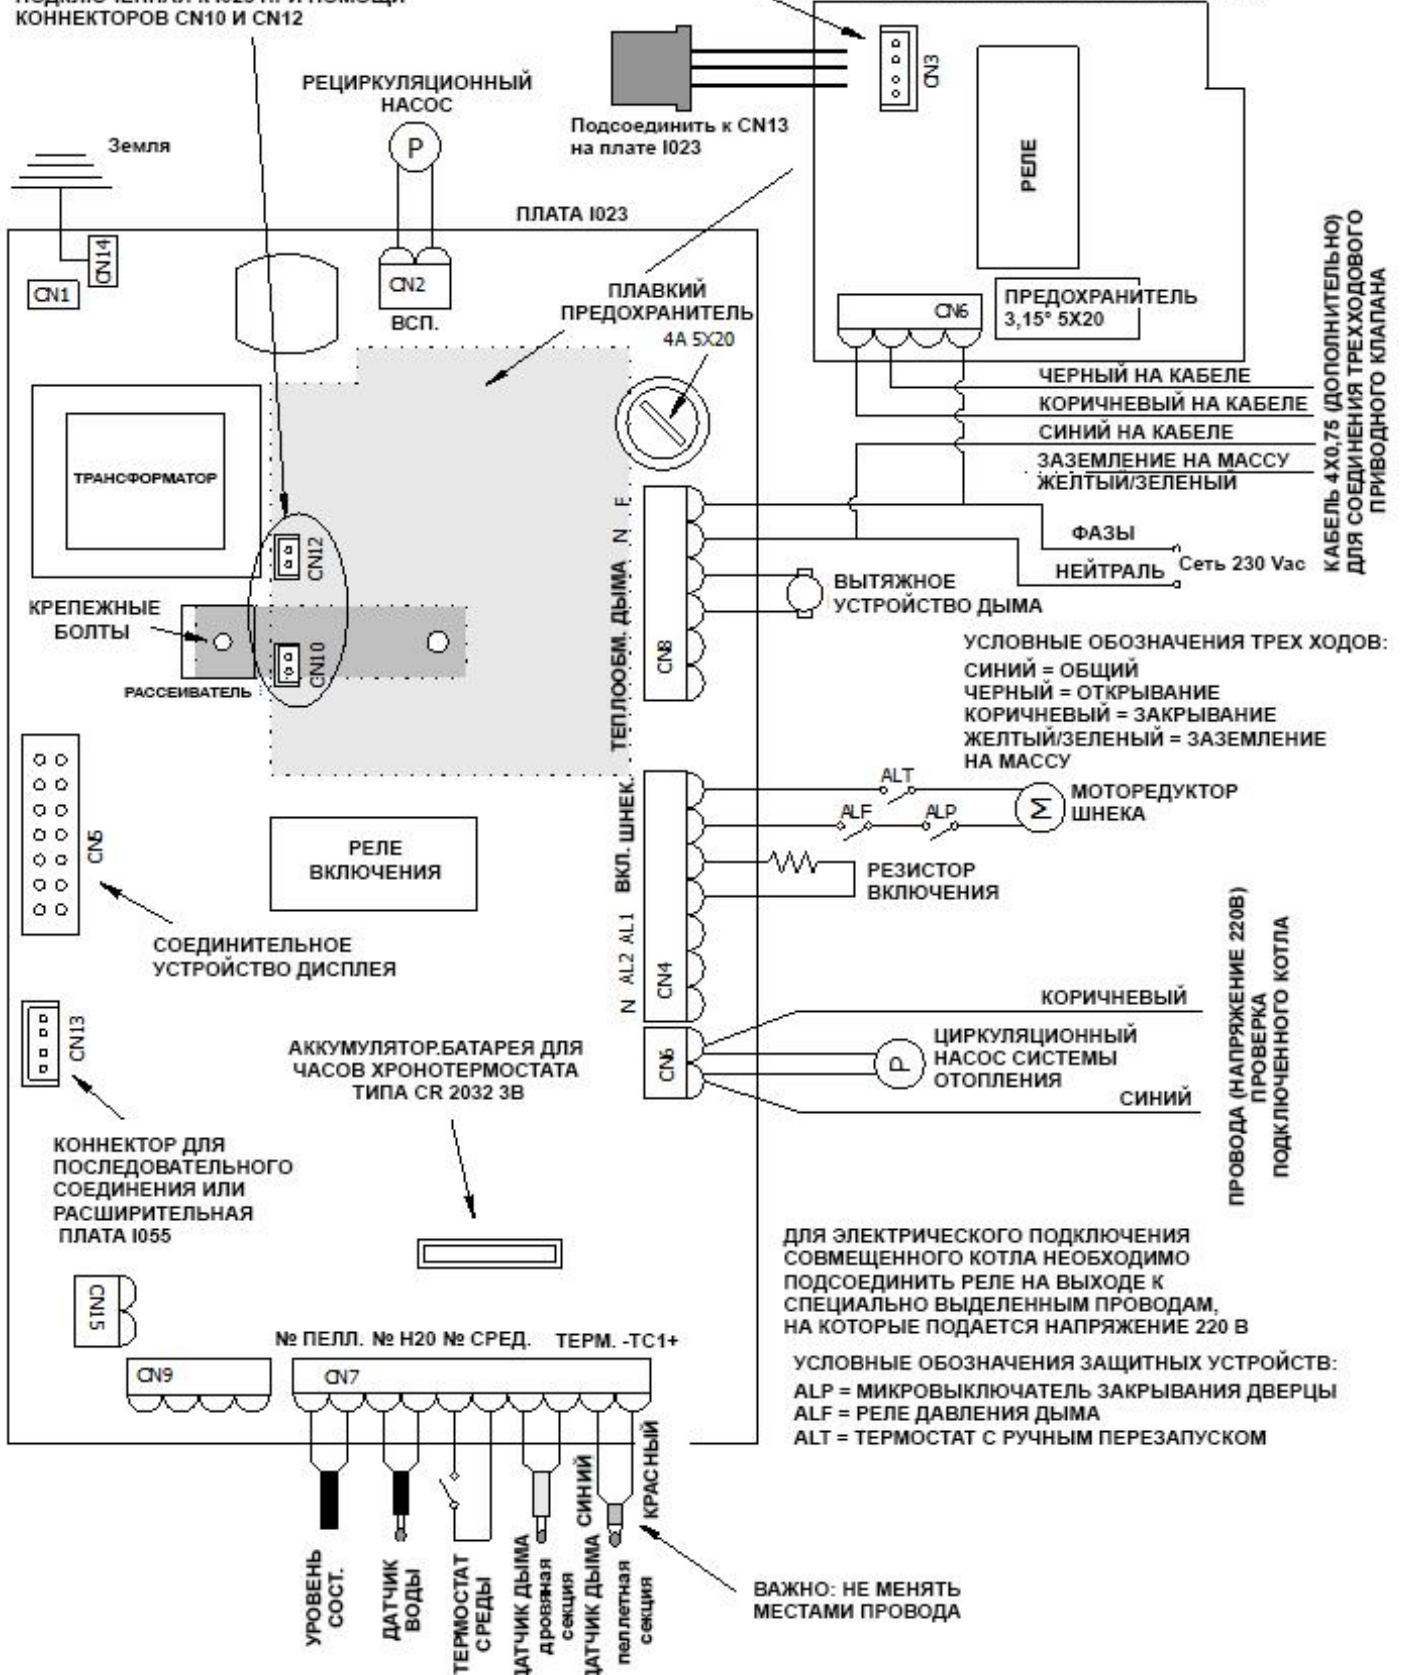 КОННЕКТОРОВ CN10 И CN12
РЕЦИРКУЛЯЦИОННЫЙ
НАСОС
P
Земля
Подсоединить к CN13
на плате I023
CN3
РЕЛЕ
ПЛАТА I023
CN14
CN1
CN2
ВСП.
ПЛАВКИЙ
ПРЕДОХРАНИТЕЛЬ
4A 5X20
CN6
ПРЕДОХРАНИТЕЛЬ
3,15° 5X20
ЧЕРНЫЙ НА КАБЕЛЕ
КОРИЧНЕВЫЙ НА КАБЕЛЕ
СИНИЙ НА КАБЕЛЕ
ЗАЗЕМЛЕНИЕ НА МАССУ
ЖЕЛТЫЙ/ЗЕЛЕНЫЙ
КАБЕЛЬ 4X0,75 (ДОПОЛНИТЕЛЬНО)
ДЛЯ СОЕДИНЕНИЯ ТРЕХХОДОВОГО
ПРИВОДНОГО КЛАПАНА
ТРАНСФОРМАТОР
ФАЗЫ
НЕЙТРАЛЬ
Сеть 230 Vac
CN12
CN10
КРЕПЕЖНЫЕ
БОЛТЫ
РАССЕИВАТЕЛЬ
ТЕПЛООБМ. ДЫМА N F
CN8
ВЫТЯЖНОЕ
УСТРОЙСТВО ДЫМА
УСЛОВНЫЕ ОБОЗНАЧЕНИЯ ТРЕХ ХОДОВ:
СИНИЙ = ОБЩИЙ
ЧЕРНЫЙ = ОТКРЫВАНИЕ
КОРИЧНЕВЫЙ = ЗАКРЫВАНИЕ
ЖЕЛТЫЙ/ЗЕЛЕНЫЙ = ЗАЗЕМЛЕНИЕ
НА МАССУ
ALT
ALF
ALP
M
МОТОРЕДУКТОР
ШНЕКА
CN5
РЕЛЕ
ВКЛЮЧЕНИЯ
N AL2 AL1 ВКЛ. ШНЕК.
CN4
РЕЗИСТОР
ВКЛЮЧЕНИЯ
СОЕДИНИТЕЛЬНОЕ
УСТРОЙСТВО ДИСПЛЕЯ
CN13
АККУМУЛЯТОР.БАТАРЕЯ ДЛЯ
ЧАСОВ ХРОНОТЕРМОСТАТА
ТИПА CR 2032 3В
CN6
КОРИЧНЕВЫЙ
P
ЦИРКУЛЯЦИОННЫЙ
НАСОС СИСТЕМЫ
ОТОПЛЕНИЯ
СИНИЙ
ПРОВОДА (НАПРЯЖЕНИЕ 220В)
ПРОВЕРКА
ПОДКЛЮЧЕННОГО КОТЛА
КОННЕКТОР ДЛЯ
ПОСЛЕДОВАТЕЛЬНОГО
СОЕДИНЕНИЯ ИЛИ
РАСШИРИТЕЛЬНАЯ
ПЛАТА I055
CN15
ДЛЯ ЭЛЕКТРИЧЕСКОГО ПОДКЛЮЧЕНИЯ
СОВМЕЩЕННОГО КОТЛА НЕОБХОДИМО
ПОДСОЕДИНИТЬ РЕЛЕ НА ВЫХОДЕ К
СПЕЦИАЛЬНО ВЫДЕЛЕННЫМ ПРОВОДАМ,
НА КОТОРЫЕ ПОДАЕТСЯ НАПРЯЖЕНИЕ 220 В
№ ПЕЛЛ. № H20 № СРЕД. ТЕРМ. -TC1+
CN9
CN7
УСЛОВНЫЕ ОБОЗНАЧЕНИЯ ЗАЩИТНЫХ УСТРОЙСТВ:
ALP = МИКРОВЫКЛЮЧАТЕЛЬ ЗАКРЫВАНИЯ ДВЕРЦЫ
ALF = РЕЛЕ ДАВЛЕНИЯ ДЫМА
ALT = ТЕРМОСТАТ С РУЧНЫМ ПЕРЕЗАПУСКОМ
СИНИЙ
КРАСНЫЙ
УРОВЕНЬ
СОСТ.
ДАТЧИК
ВОДЫ
ТЕРМОСТАТ
СРЕДЫ
ДАТЧИК ДЫМА
дровяная
секция
ДАТЧИК ДЫМА
пеллетная
секция
ВАЖНО: НЕ МЕНЯТЬ
МЕСТАМИ ПРОВОДА